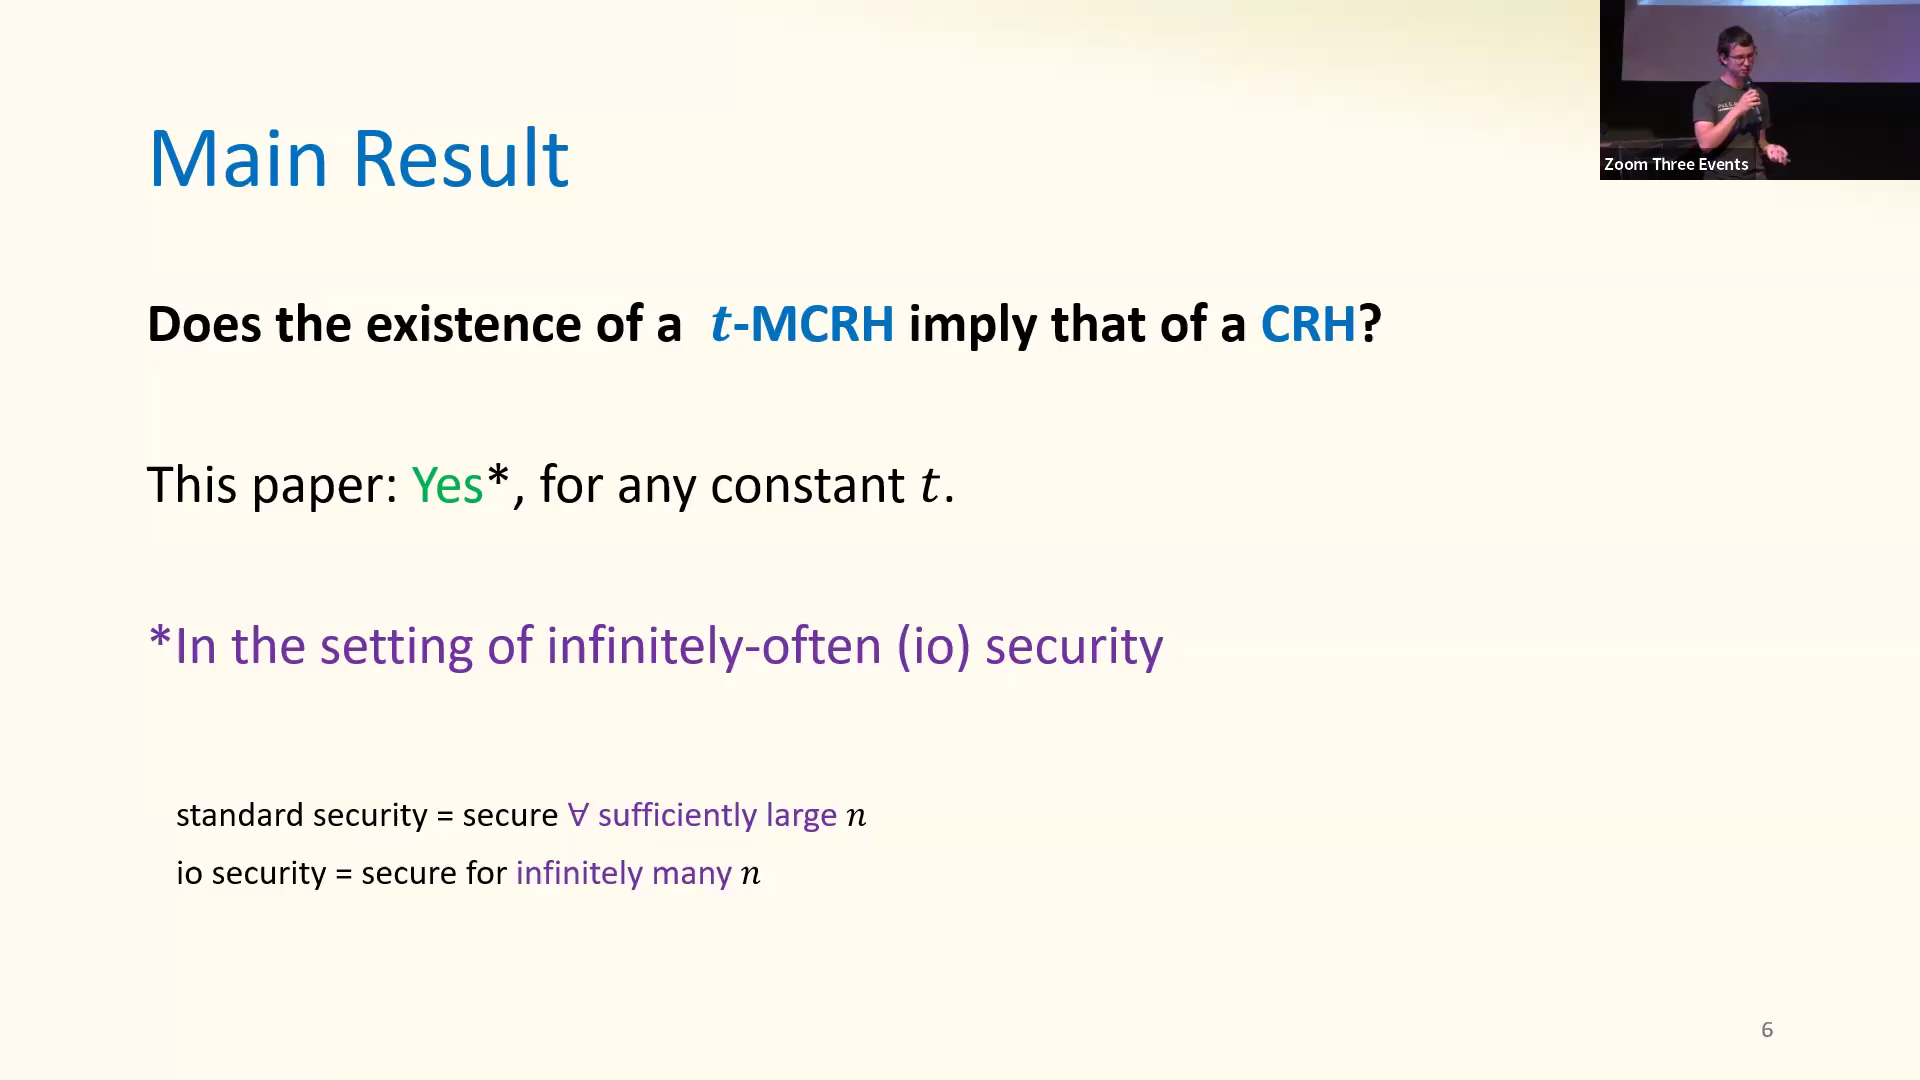 Main Result
Does the existence of a t-MCRH imply that of a CRH?
This paper: Yes*, for any constant t.
*In the setting of infinitely-often (io) security
standard security = secure ∀ sufficiently large n
io security = secure for infinitely many n
6
Zoom Three Events